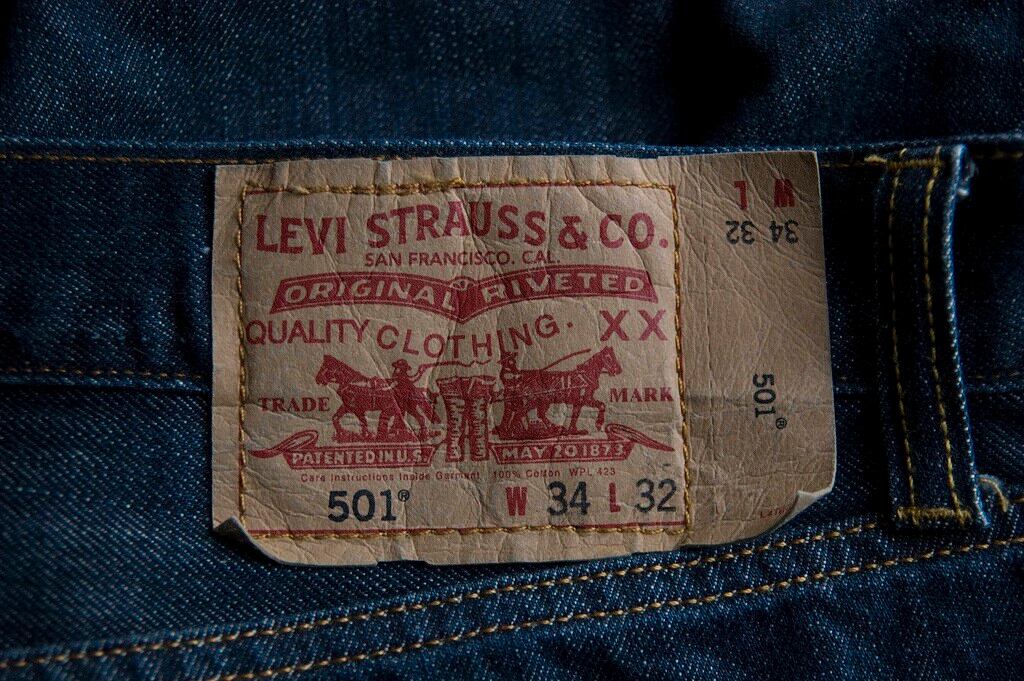 LEVI STRAUSS & CO.
SAN FRANCISCO. CAL.
ORIGINAL RIVETED
QUALITY CLOTHING. XX
TRADE MARK
PATENTED IN U.S. MAY 20 1873
Care Instructions Inside Garment 100% Cotton WPL 423
501® W 34 L 32
W L
34 32
501®